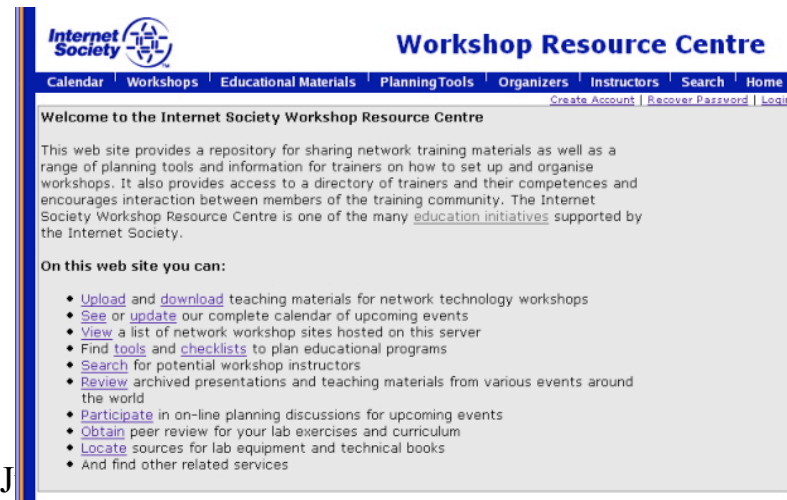 Internet
Society
Workshop Resource Centre
Calendar Workshops Educational Materials PlanningTools Organizers Instructors Search Home
Create Account | Recover Password | Login
Welcome to the Internet Society Workshop Resource Centre
This web site provides a repository for sharing network training materials as well as a
range of planning tools and information for trainers on how to set up and organise
workshops. It also provides access to a directory of trainers and their competences and
encourages interaction between members of the training community. The Internet
Society Workshop Resource Centre is one of the many education initiatives supported by
the Internet Society.
On this web site you can:
• Upload and download teaching materials for network technology workshops
• See or update our complete calendar of upcoming events
• View a list of network workshop sites hosted on this server
• Find tools and checklists to plan educational programs
• Search for potential workshop instructors
• Review archived presentations and teaching materials from various events around
the world
• Participate in on-line planning discussions for upcoming events
• Obtain peer review for your lab exercises and curriculum
• Locate sources for lab equipment and technical books
• And find other related services
J